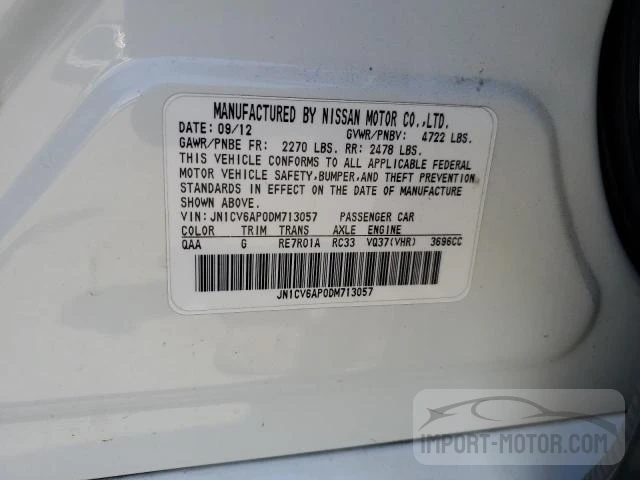 MANUFACTURED BY NISSAN MOTOR CO.,LTD.
DATE: 09/12 GVWR/PNBV: 4722 LBS.
GAWR/PNBE FR: 2270 LBS. RR: 2478 LBS.
THIS VEHICLE CONFORMS TO ALL APPLICABLE FEDERAL
MOTOR VEHICLE SAFETY,BUMPER,AND THEFT PREVENTION
STANDARDS IN EFFECT ON THE DATE OF MANUFACTURE
SHOWN ABOVE.
VIN: JN1CV6AP0DM713057 PASSENGER CAR
COLOR TRIM TRANS AXLE ENGINE
QAA G RE7R01A RC33 VQ37(VHR) 3696CC
JN1CV6AP0DM713057
IMPORT-MOTOR.COM